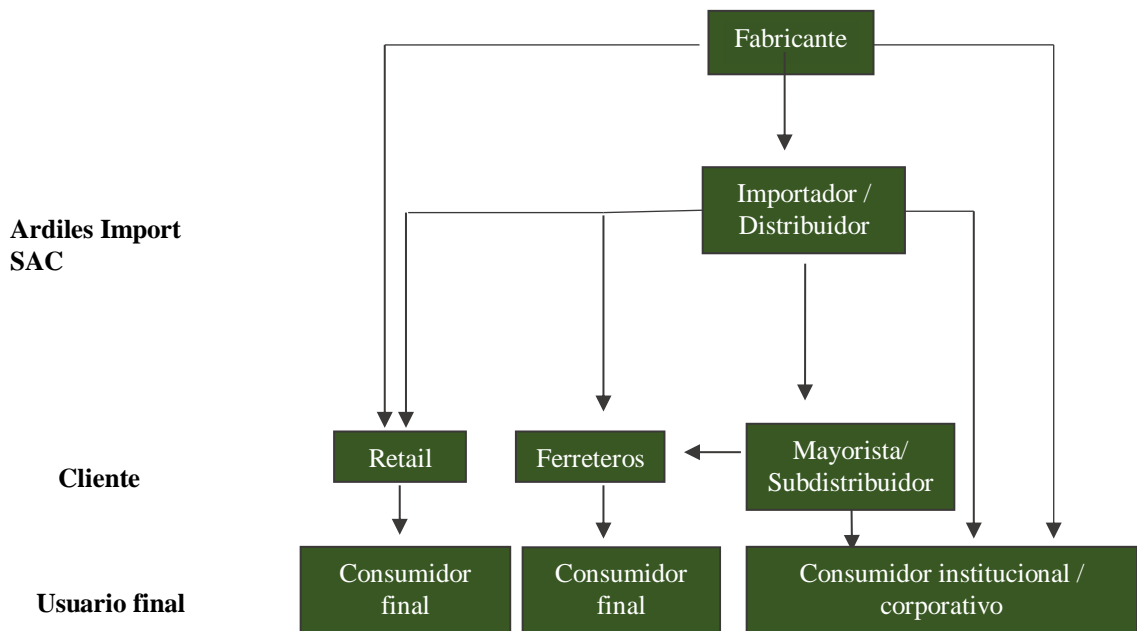 Fabricante
Ardiles Import
SAC
Importador /
Distribuidor
Cliente
Retail
Ferreteros
Mayorista/
Subdistribuidor
Usuario final
Consumidor
final
Consumidor
final
Consumidor institucional /
corporativo